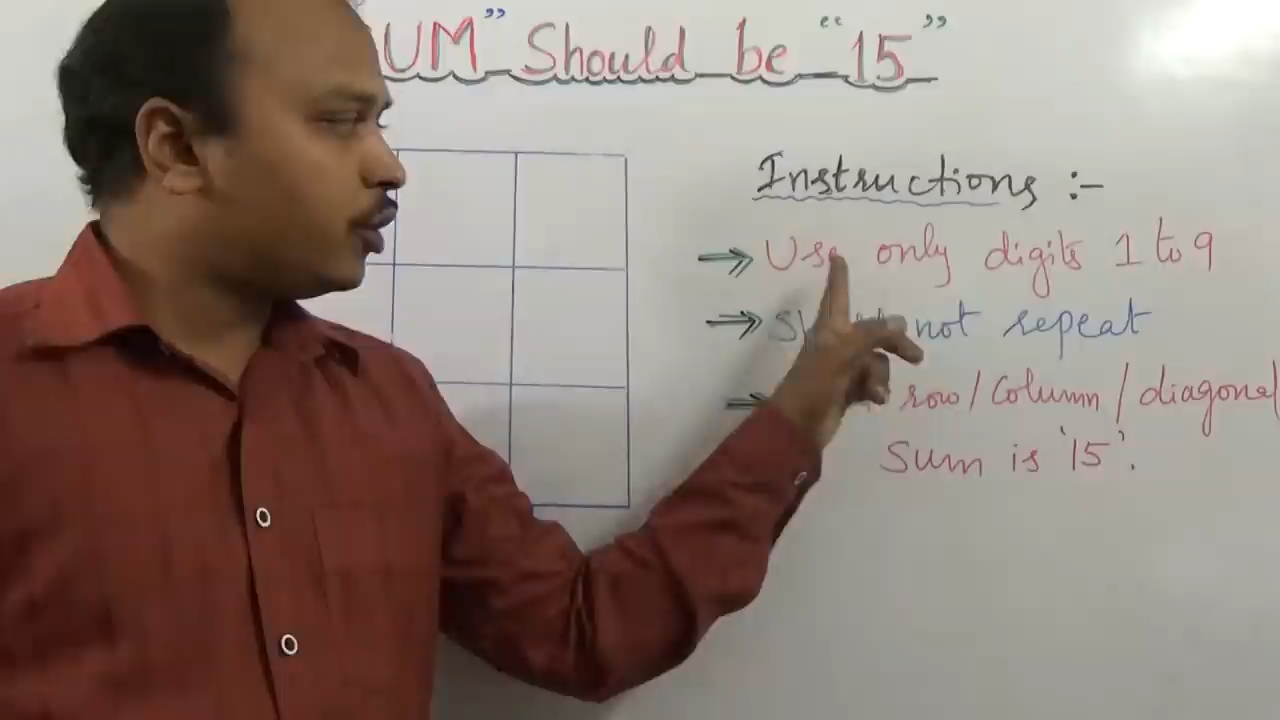 UM" Should be "15"
Instructions :-
→ Use only digits 1 to 9
→ not repeat
→ row/Column/diagonal
Sum is '15'.